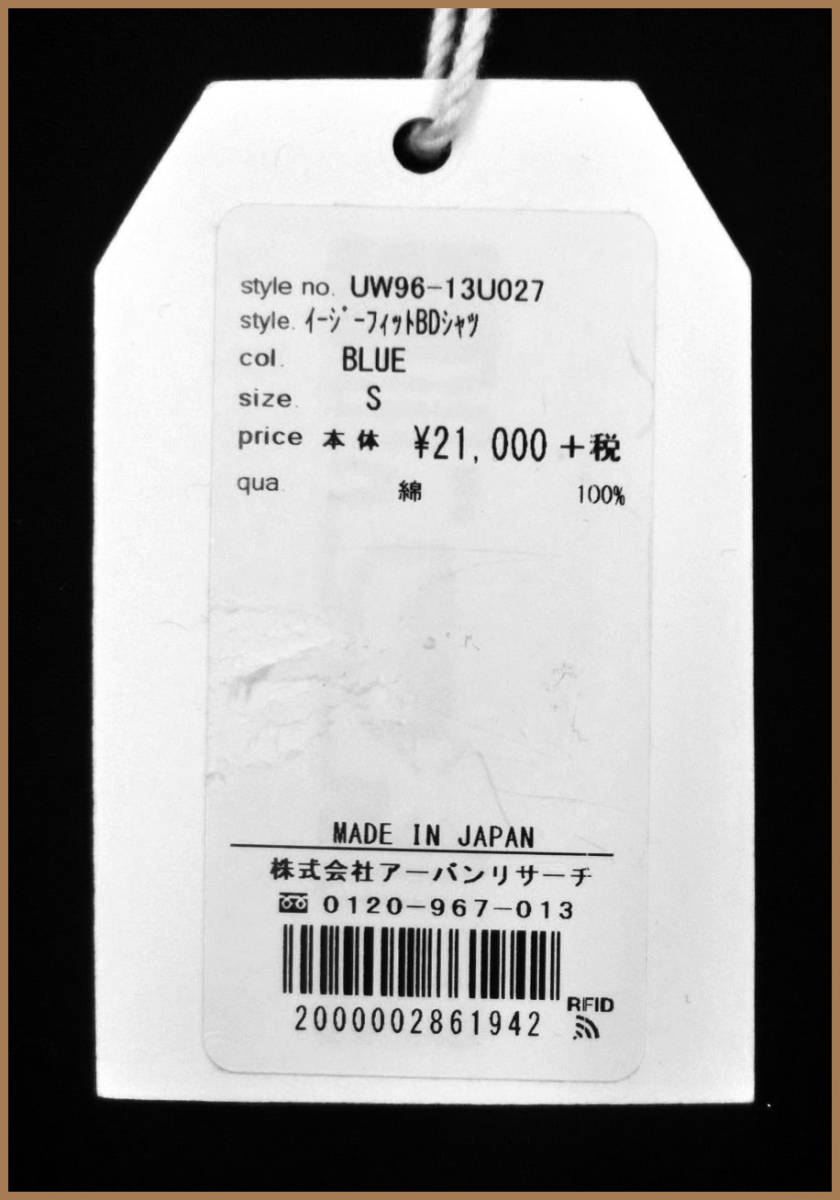 style no. UW96-13U027
style. ｲｰｼﾞｰﾌｨｯﾄBDｼｬﾂ
col. BLUE
size. S
price 本体 ¥21,000 +税
qua. 綿 100%
MADE IN JAPAN
株式会社アーバンリサーチ
0120-967-013
RFID
2000002861942